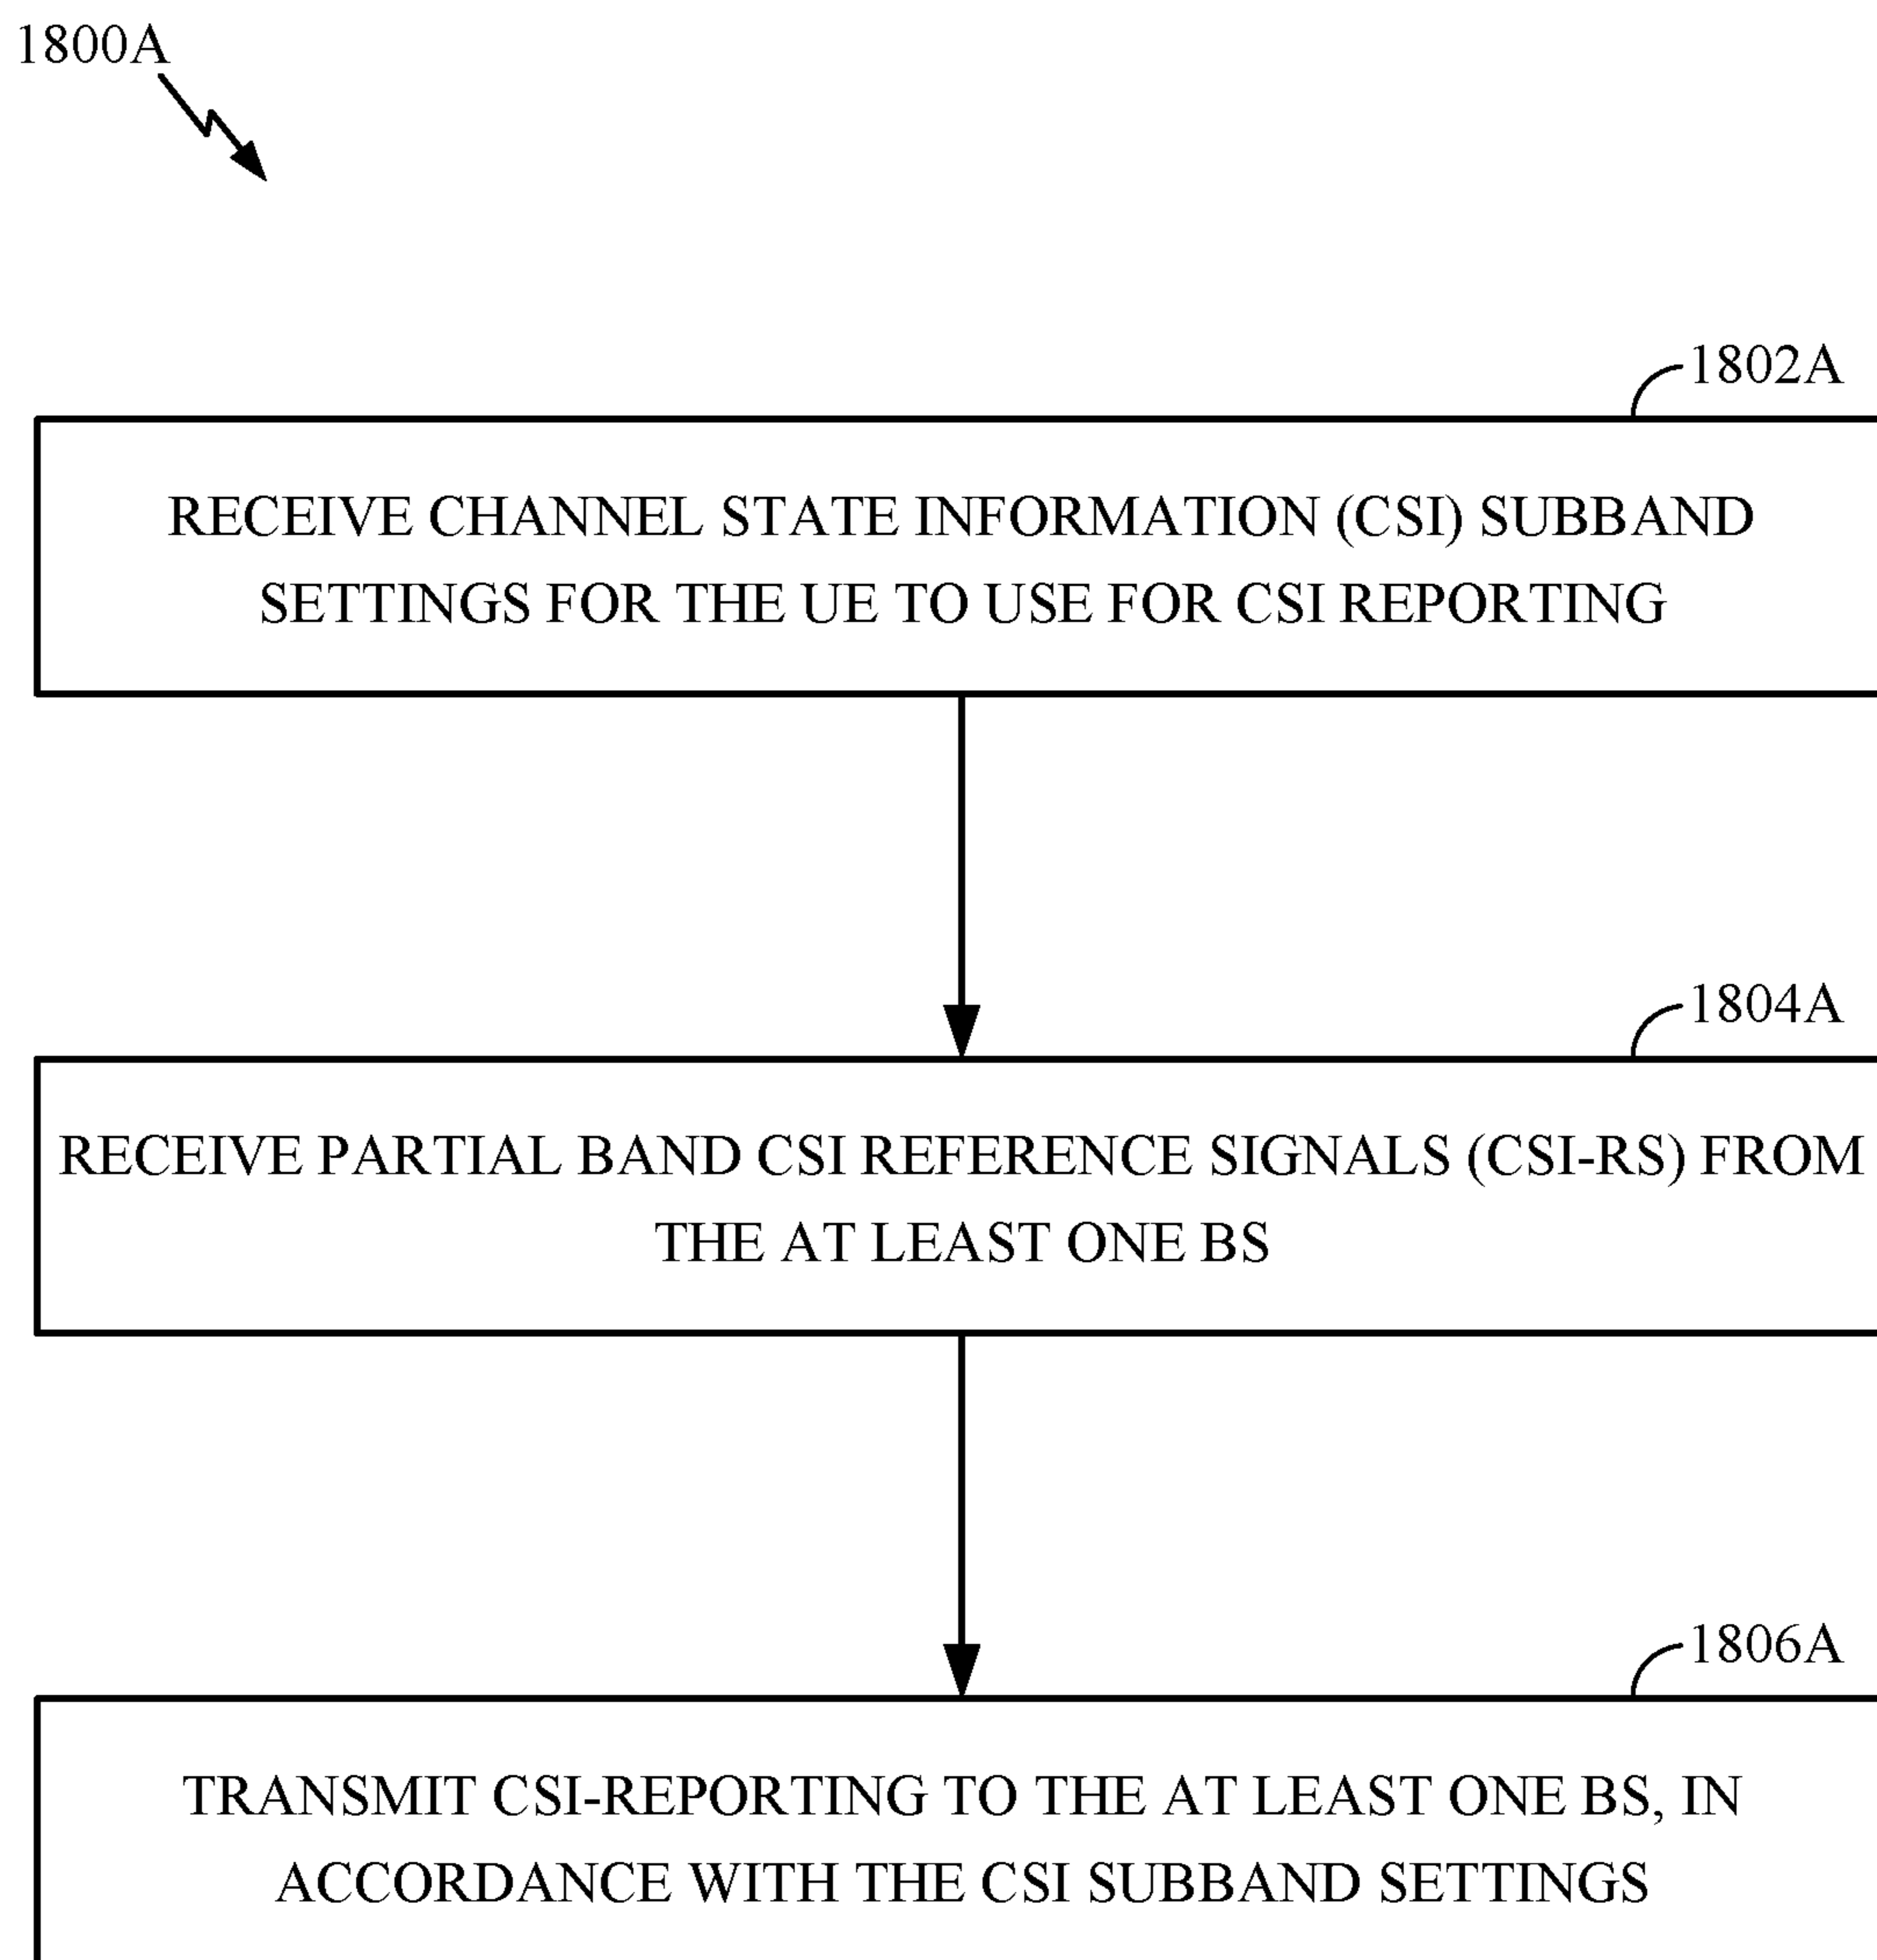 1800A
1802A
RECEIVE CHANNEL STATE INFORMATION (CSI) SUBBAND
SETTINGS FOR THE UE TO USE FOR CSI REPORTING
1804A
RECEIVE PARTIAL BAND CSI REFERENCE SIGNALS (CSI-RS) FROM
THE AT LEAST ONE BS
1806A
TRANSMIT CSI-REPORTING TO THE AT LEAST ONE BS, IN
ACCORDANCE WITH THE CSI SUBBAND SETTINGS